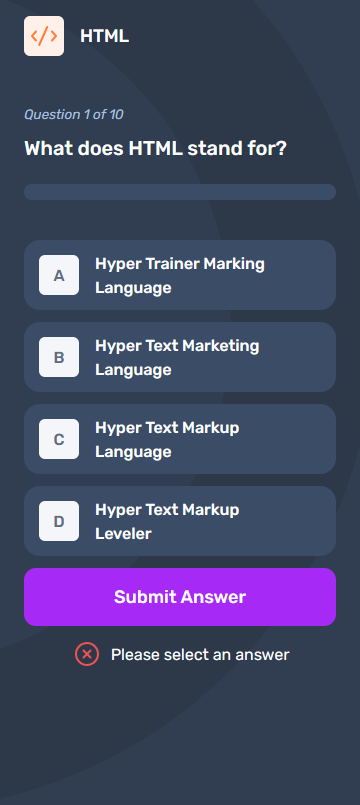 </>
HTML
Question 1 of 10
What does HTML stand for?
A
Hyper Trainer Marking
Language
B
Hyper Text Marketing
Language
C
Hyper Text Markup
Language
D
Hyper Text Markup
Leveler
Submit Answer
Please select an answer